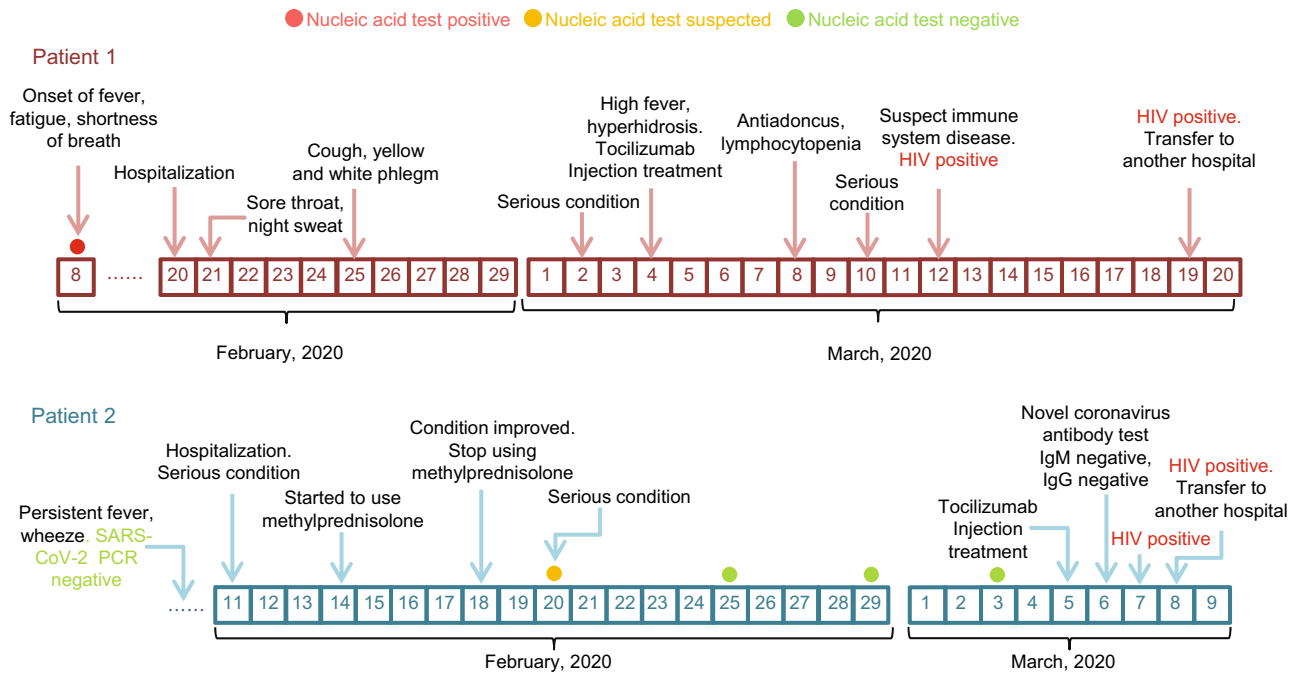 Nucleic acid test positive Nucleic acid test suspected Nucleic acid test negative
Patient 1
Onset of fever,
fatigue, shortness
of breath
Hospitalization
Sore throat,
night sweat
Cough, yellow
and white phlegm
Serious condition
High fever,
hyperhidrosis.
Tocilizumab
Injection treatment
Antiadoncus,
lymphocytopenia
Serious
condition
Suspect immune
system disease.
HIV positive
HIV positive.
Transfer to
another hospital
8 ...... 20 21 22 23 24 25 26 27 28 29 1 2 3 4 5 6 7 8 9 10 11 12 13 14 15 16 17 18 19 20
February, 2020 March, 2020
Patient 2
Persistent fever,
wheeze. SARS-
CoV-2 PCR
negative
Hospitalization.
Serious condition
Started to use
methylprednisolone
Condition improved.
Stop using
methylprednisolone
Serious condition
Tocilizumab
Injection
treatment
Novel coronavirus
antibody test
IgM negative,
IgG negative
HIV positive
HIV positive.
Transfer to
another hospital
...... 11 12 13 14 15 16 17 18 19 20 21 22 23 24 25 26 27 28 29 1 2 3 4 5 6 7 8 9
February, 2020 March, 2020